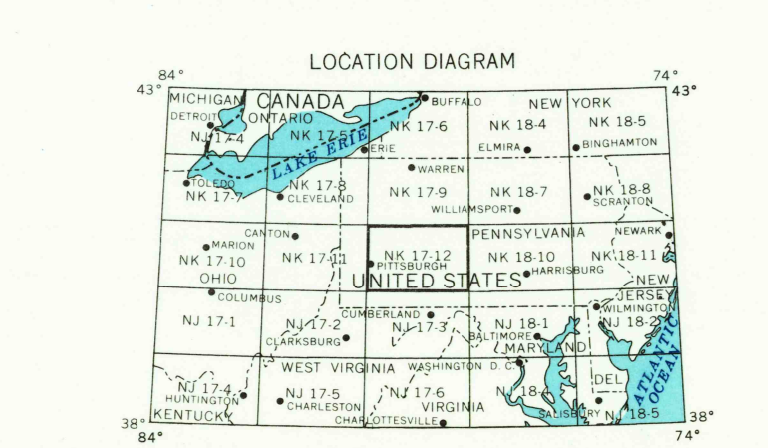 LOCATION DIAGRAM
84° 74°
43° 43°
MICHIGAN CANADA BUFFALO NEW YORK
DETROIT ONTARIO
NJ 17-4 NK 17-5 NK 17-6 NK 18-4 NK 18-5
LAKE ERIE
ERIE ELMIRA BINGHAMTON
WARREN
TOLEDO NK 17-8 NK 17-9 NK 18-7 NK 18-8
NK 17-7 CLEVELAND SCRANTON
WILLIAMSPORT
CANTON PENNSYLVANIA NEWARK
MARION
NK 17-10 NK 17-11 NK 17-12 NK 18-10 NK 18-11
PITTSBURGH HARRISBURG
OHIO UNITED STATES NEW
COLUMBUS JERSEY
CUMBERLAND WILMINGTON
NJ 17-1 NJ 17-2 NJ 17-3 NJ 18-1 NJ 18-2
CLARKSBURG BALTIMORE
MARYLAND
ATLANTIC
OCEAN
WEST VIRGINIA WASHINGTON D. C.
DEL
NJ 17-4 NJ 17-5 NJ 17-6 NJ 18-4
HUNTINGTON CHARLESTON VIRGINIA SALISBURY NJ 18-5
KENTUCKY CHARLOTTESVILLE
38° 38°
84° 74°